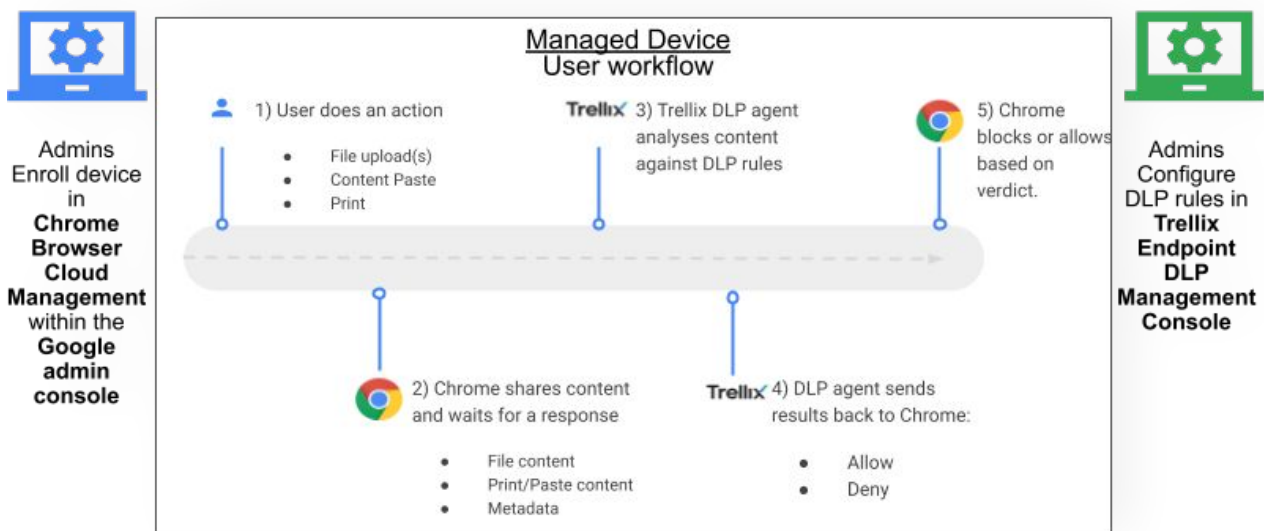 Managed Device
User workflow
Admins
Enroll device
in
Chrome
Browser
Cloud
Management
within the
Google
admin
console
1) User does an action
● File upload(s)
● Content Paste
● Print
2) Chrome shares content
and waits for a response
● File content
● Print/Paste content
● Metadata
Trellix 3) Trellix DLP agent
analyses content
against DLP rules
Trellix 4) DLP agent sends
results back to Chrome:
● Allow
● Deny
5) Chrome
blocks or allows
based on
verdict.
Admins
Configure
DLP rules in
Trellix
Endpoint
DLP
Management
Console